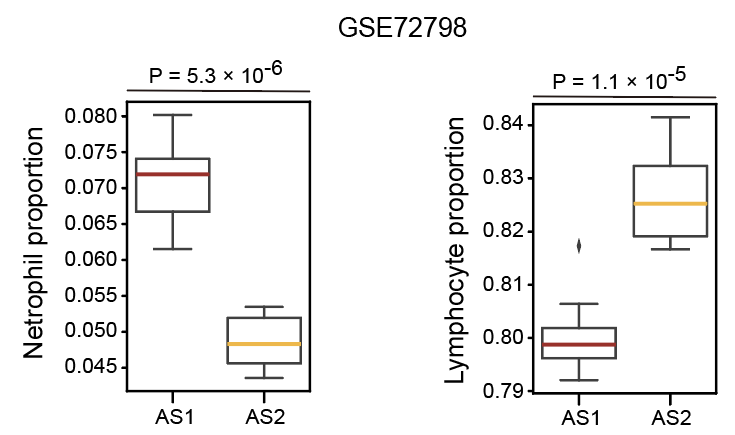 GSE72798
P = 5.3 × 10-6
Netrophil proportion
0.080
0.075
0.070
0.065
0.060
0.055
0.050
0.045
AS1
AS2
P = 1.1 × 10-5
Lymphocyte proportion
0.84
0.83
0.82
0.81
0.80
0.79
AS1
AS2